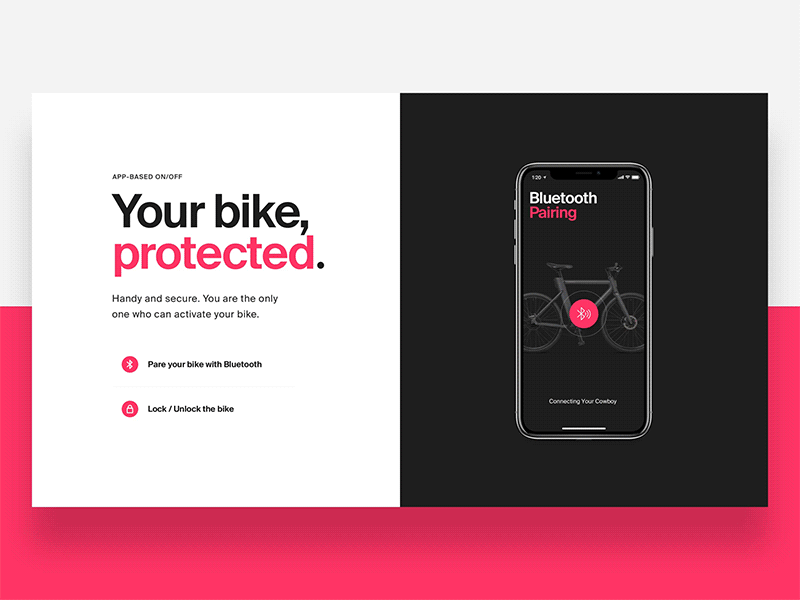 APP-BASED ON/OFF
Your bike,
protected.
Handy and secure. You are the only
one who can activate your bike.
Pare your bike with Bluetooth
Lock / Unlock the bike
1:20
Bluetooth
Pairing
Connecting Your Cowboy